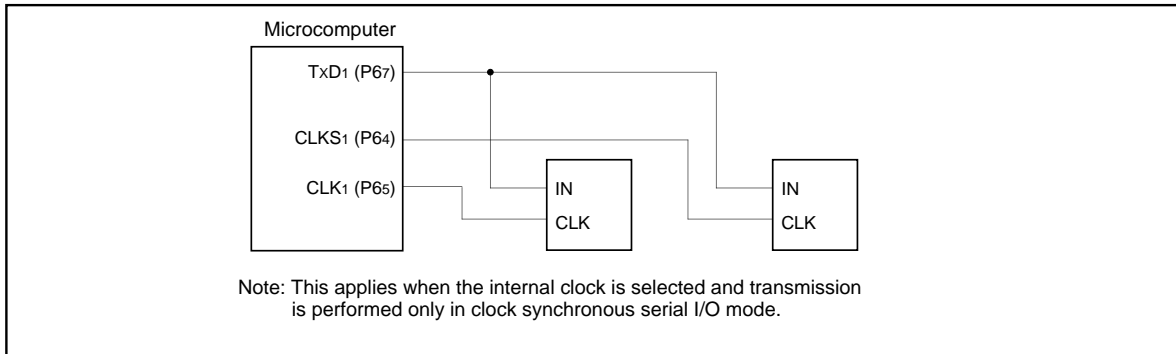 Microcomputer
TxD1 (P67)
CLKS1 (P64)
CLK1 (P65)
IN
CLK
IN
CLK
Note: This applies when the internal clock is selected and transmission
is performed only in clock synchronous serial I/O mode.